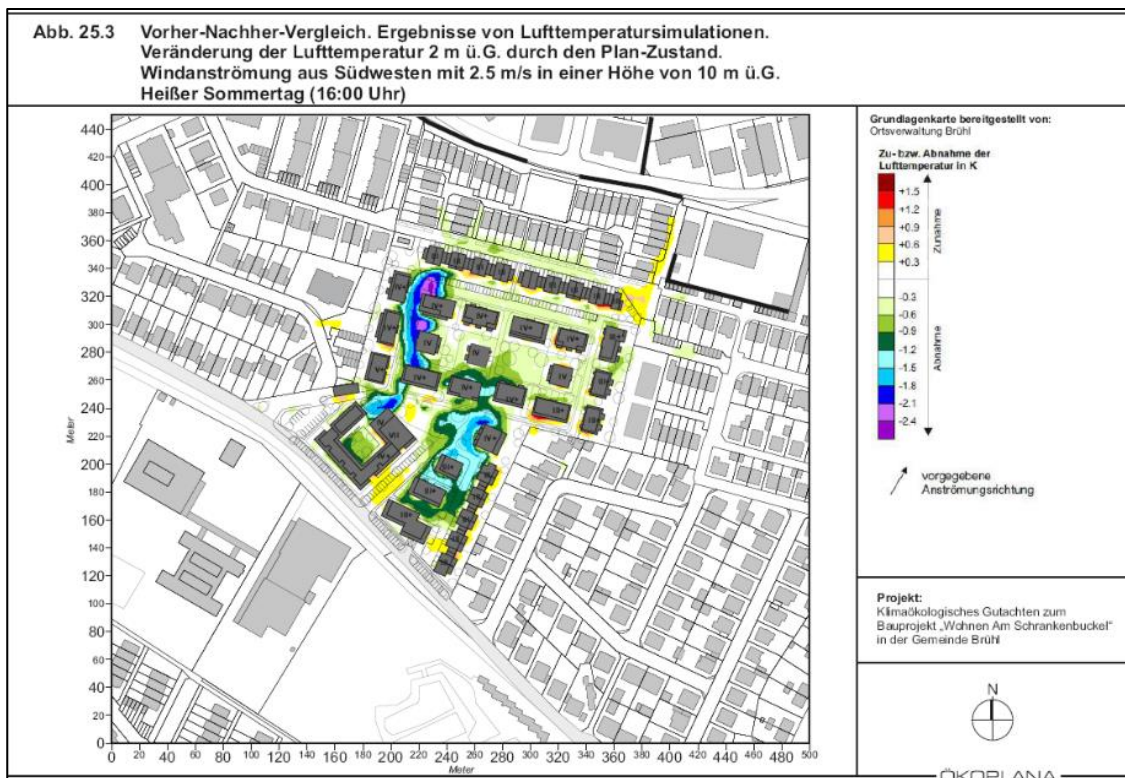 Abb. 25.3 Vorher-Nachher-Vergleich. Ergebnisse von Lufttemperatursimulationen.
Veränderung der Lufttemperatur 2 m ü.G. durch den Plan-Zustand.
Windanströmung aus Südwesten mit 2.5 m/s in einer Höhe von 10 m ü.G.
Heißer Sommertag (16:00 Uhr)
Grundlagenkarte bereitgestellt von:
Ortsverwaltung Brühl
Zu- bzw. Abnahme der
Lufttemperatur in K
+1.5
+1.2
+0.9
+0.6
+0.3
-0.3
-0.6
-0.9
-1.2
-1.5
-1.8
-2.1
-2.4
Zunahme
Abnahme
vorgegebene
Anströmungsrichtung
Projekt:
Klimaökologisches Gutachten zum
Bauprojekt „Wohnen Am Schrankenbuckel"
in der Gemeinde Brühl
N
ÖKOPLANA
440
420
400
380
360
340
320
300
280
260
240
220
200
180
160
140
120
100
80
60
40
20
0
Meter
0 20 40 60 80 100 120 140 160 180 200 220 240 260 280 300 320 340 360 380 400 420 440 460 480 500
Meter